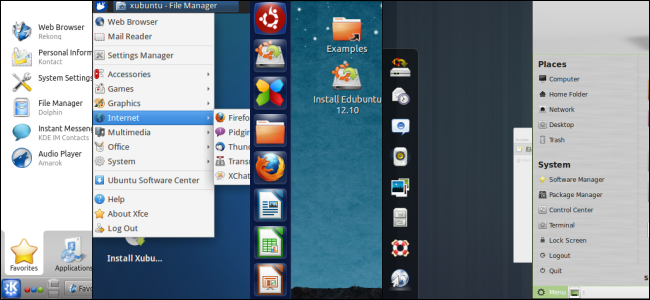 Web Browser
Rekonq
Personal Inform
Kontact
System Settings
File Manager
Dolphin
Instant Messeng
KDE IM Contacts
Audio Player
Amarok
Favorites
Applications
Favo
xubuntu - File Manager
Web Browser
Mail Reader
Settings Manager
Accessories
Games
Graphics
Internet
Multimedia
Office
System
Ubuntu Software Center
Help
About Xfce
Log Out
Firefo
Pidgin
Thund
Transm
XChat
Install Xubu...
Examples
Install Edubuntu
12.10
Places
Computer
Home Folder
Network
Desktop
Trash
System
Software Manager
Package Manager
Control Center
Terminal
Lock Screen
Logout
Quit
Menu